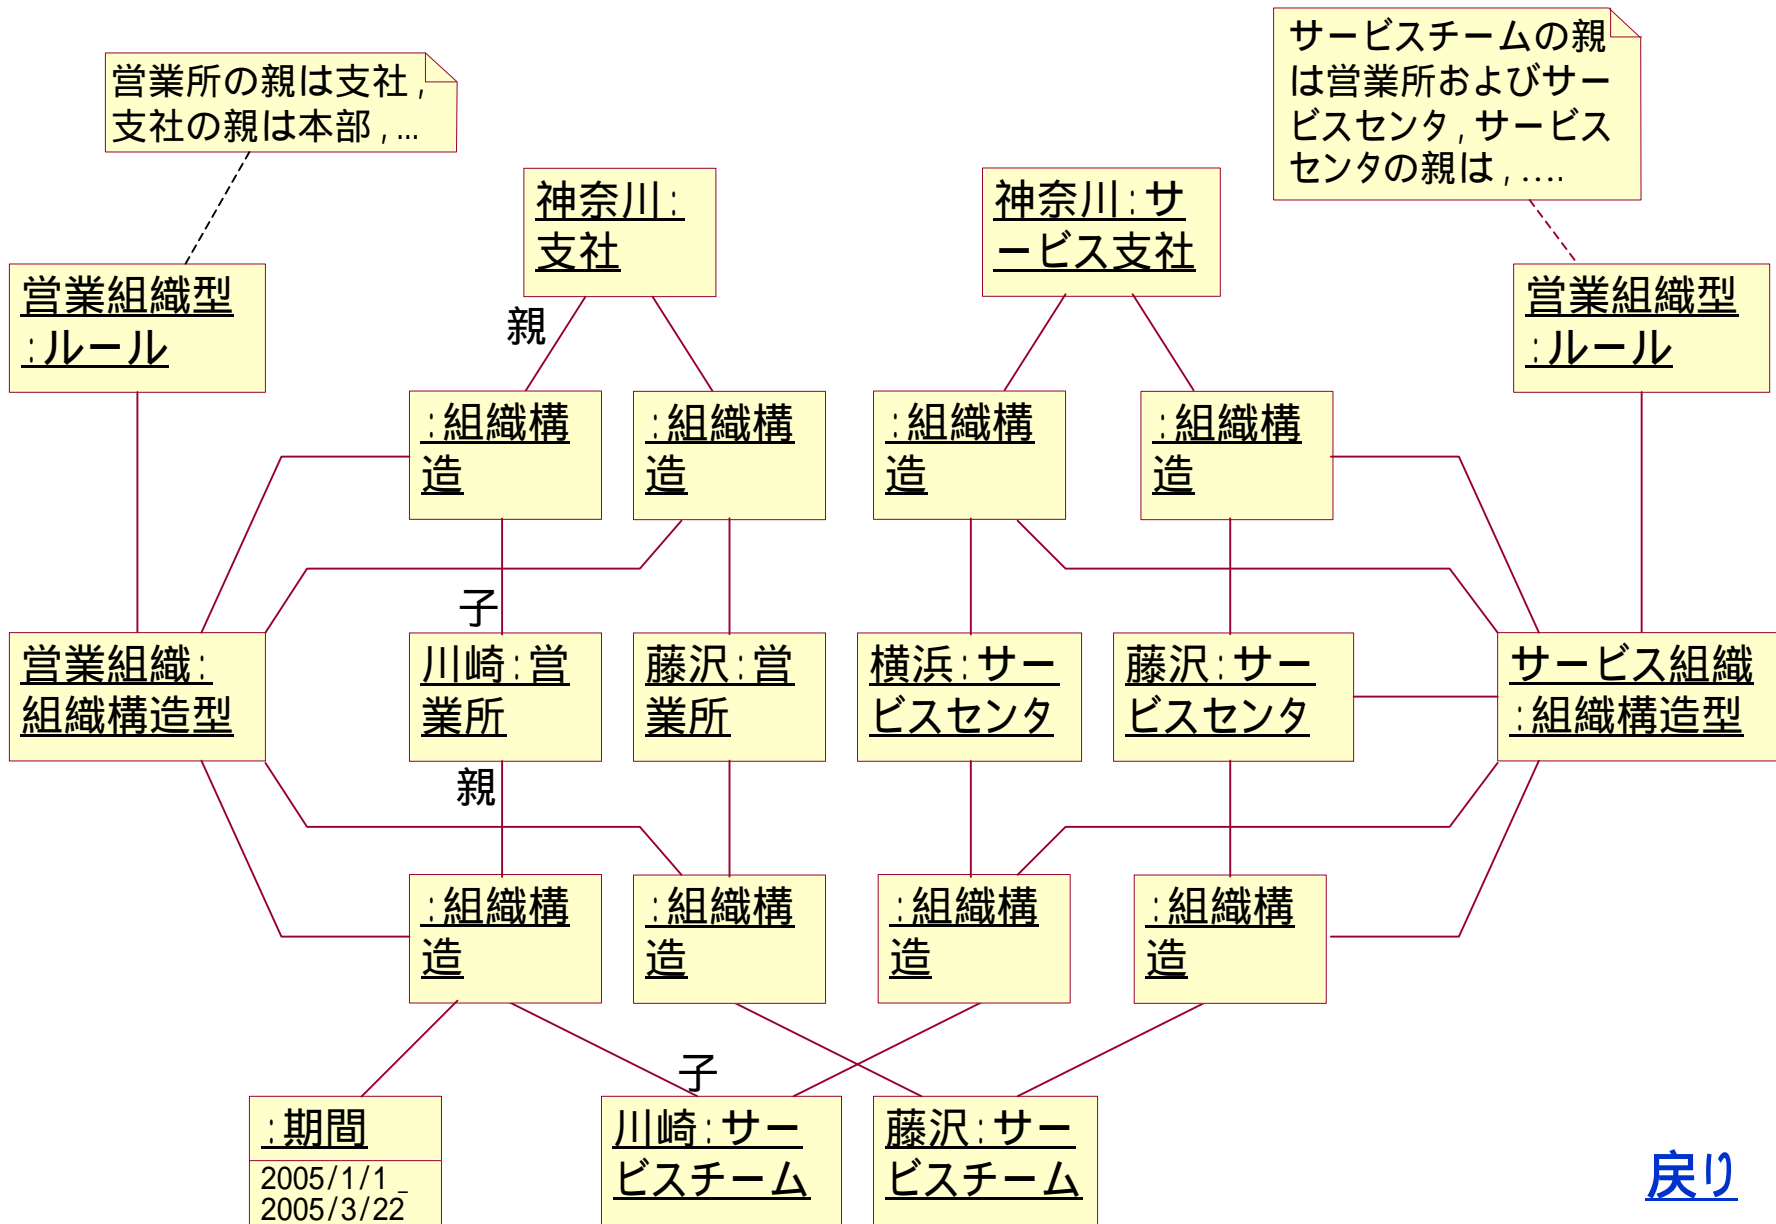 サービスチームの親
は営業所およびサー
ビスセンタ,サービス
センタの親は,….
営業所の親は支社,
支社の親は本部,...
神奈川:
支社
神奈川:サ
ービス支社
営業組織型
:ルール
営業組織型
:ルール
親
:組織構
造
:組織構
造
:組織構
造
:組織構
造
子
営業組織:
組織構造型
川崎:営
業所
藤沢:営
業所
横浜:サー
ビスセンタ
藤沢:サー
ビスセンタ
サービス組織
:組織構造型
親
:組織構
造
:組織構
造
:組織構
造
:組織構
造
子
:期間
2005/1/1_
2005/3/22
川崎:サー
ビスチーム
藤沢:サー
ビスチーム
戻り